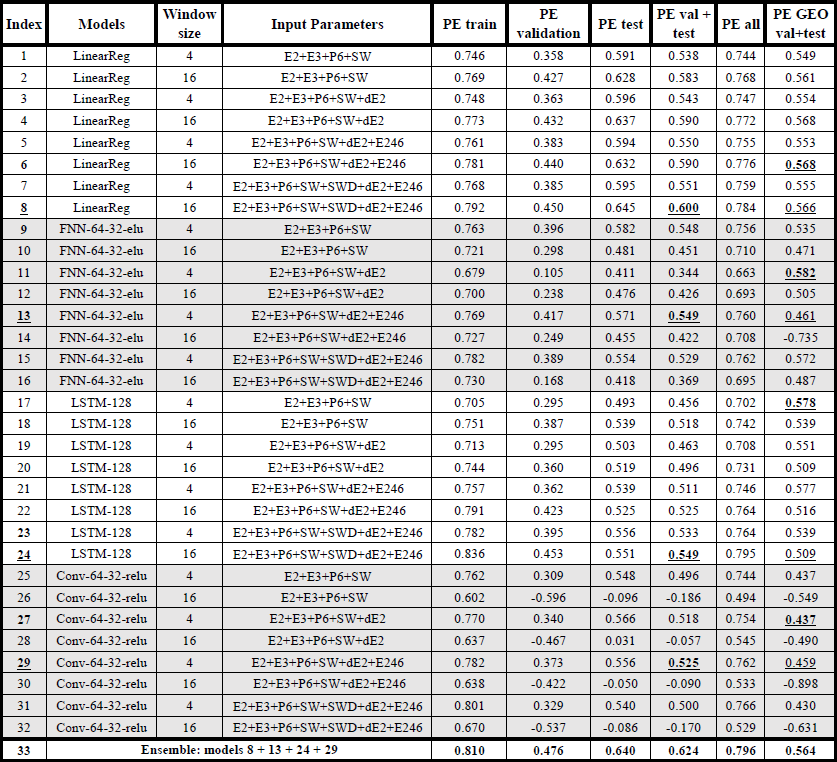 Index Models Window size Input Parameters PE train PE validation PE test PE val + test PE all PE GEO val+test
1 LinearReg 4 E2+E3+P6+SW 0.746 0.358 0.591 0.538 0.744 0.549
2 LinearReg 16 E2+E3+P6+SW 0.769 0.427 0.628 0.583 0.768 0.561
3 LinearReg 4 E2+E3+P6+SW+dE2 0.748 0.363 0.596 0.543 0.747 0.554
4 LinearReg 16 E2+E3+P6+SW+dE2 0.773 0.432 0.637 0.590 0.772 0.568
5 LinearReg 4 E2+E3+P6+SW+dE2+E246 0.761 0.383 0.594 0.550 0.755 0.553
6 LinearReg 16 E2+E3+P6+SW+dE2+E246 0.781 0.440 0.632 0.590 0.776 0.568
7 LinearReg 4 E2+E3+P6+SW+SWD+dE2+E246 0.768 0.385 0.595 0.551 0.759 0.555
8 LinearReg 16 E2+E3+P6+SW+SWD+dE2+E246 0.792 0.450 0.645 0.600 0.784 0.566
9 FNN-64-32-elu 4 E2+E3+P6+SW 0.763 0.396 0.582 0.548 0.756 0.535
10 FNN-64-32-elu 16 E2+E3+P6+SW 0.721 0.298 0.481 0.451 0.710 0.471
11 FNN-64-32-elu 4 E2+E3+P6+SW+dE2 0.679 0.105 0.411 0.344 0.663 0.582
12 FNN-64-32-elu 16 E2+E3+P6+SW+dE2 0.700 0.238 0.476 0.426 0.693 0.505
13 FNN-64-32-elu 4 E2+E3+P6+SW+dE2+E246 0.769 0.417 0.571 0.549 0.760 0.461
14 FNN-64-32-elu 16 E2+E3+P6+SW+dE2+E246 0.727 0.249 0.455 0.422 0.708 -0.735
15 FNN-64-32-elu 4 E2+E3+P6+SW+SWD+dE2+E246 0.782 0.389 0.554 0.529 0.762 0.572
16 FNN-64-32-elu 16 E2+E3+P6+SW+SWD+dE2+E246 0.730 0.168 0.418 0.369 0.695 0.487
17 LSTM-128 4 E2+E3+P6+SW 0.705 0.295 0.493 0.456 0.702 0.578
18 LSTM-128 16 E2+E3+P6+SW 0.751 0.387 0.539 0.518 0.742 0.539
19 LSTM-128 4 E2+E3+P6+SW+dE2 0.713 0.295 0.503 0.463 0.708 0.551
20 LSTM-128 16 E2+E3+P6+SW+dE2 0.744 0.360 0.519 0.496 0.731 0.509
21 LSTM-128 4 E2+E3+P6+SW+dE2+E246 0.757 0.362 0.539 0.511 0.746 0.577
22 LSTM-128 16 E2+E3+P6+SW+dE2+E246 0.791 0.423 0.525 0.525 0.764 0.516
23 LSTM-128 4 E2+E3+P6+SW+SWD+dE2+E246 0.782 0.395 0.556 0.533 0.764 0.539
24 LSTM-128 16 E2+E3+P6+SW+SWD+dE2+E246 0.836 0.453 0.551 0.549 0.795 0.509
25 Conv-64-32-relu 4 E2+E3+P6+SW 0.762 0.309 0.548 0.496 0.744 0.437
26 Conv-64-32-relu 16 E2+E3+P6+SW 0.602 -0.596 -0.096 -0.186 0.494 -0.549
27 Conv-64-32-relu 4 E2+E3+P6+SW+dE2 0.770 0.340 0.566 0.518 0.754 0.437
28 Conv-64-32-relu 16 E2+E3+P6+SW+dE2 0.637 -0.467 0.031 -0.057 0.545 -0.490
29 Conv-64-32-relu 4 E2+E3+P6+SW+dE2+E246 0.782 0.373 0.556 0.525 0.762 0.459
30 Conv-64-32-relu 16 E2+E3+P6+SW+dE2+E246 0.638 -0.422 -0.050 -0.090 0.533 -0.898
31 Conv-64-32-relu 4 E2+E3+P6+SW+SWD+dE2+E246 0.801 0.329 0.540 0.500 0.766 0.430
32 Conv-64-32-relu 16 E2+E3+P6+SW+SWD+dE2+E246 0.670 -0.537 -0.086 -0.170 0.529 -0.631
33 Ensemble: models 8 + 13 + 24 + 29 0.810 0.476 0.640 0.624 0.796 0.564